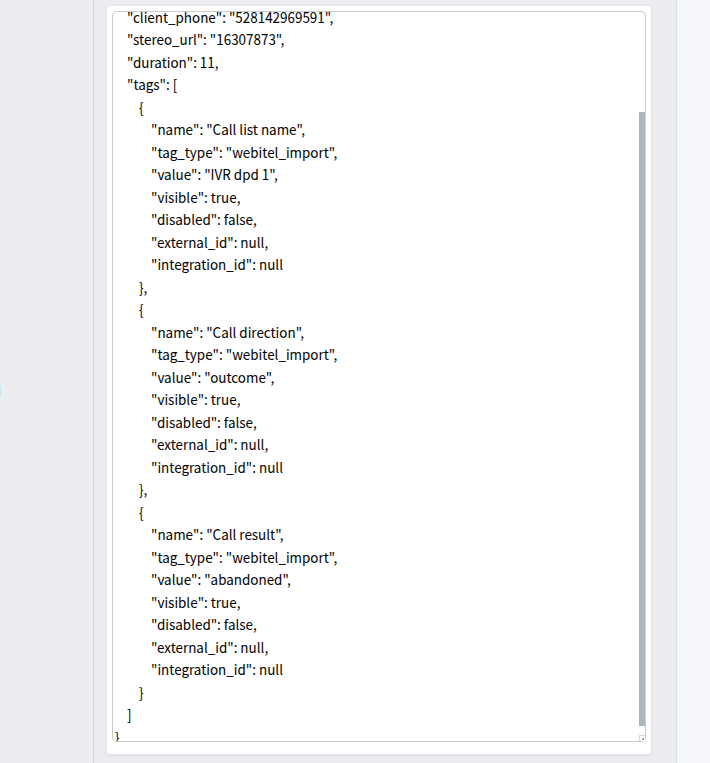 "client_phone": "528142969591",
"stereo_url": "16307873",
"duration": 11,
"tags": [
{
"name": "Call list name",
"tag_type": "webitel_import",
"value": "IVR dpd 1",
"visible": true,
"disabled": false,
"external_id": null,
"integration_id": null
},
{
"name": "Call direction",
"tag_type": "webitel_import",
"value": "outcome",
"visible": true,
"disabled": false,
"external_id": null,
"integration_id": null
},
{
"name": "Call result",
"tag_type": "webitel_import",
"value": "abandoned",
"visible": true,
"disabled": false,
"external_id": null,
"integration_id": null
}
]
}